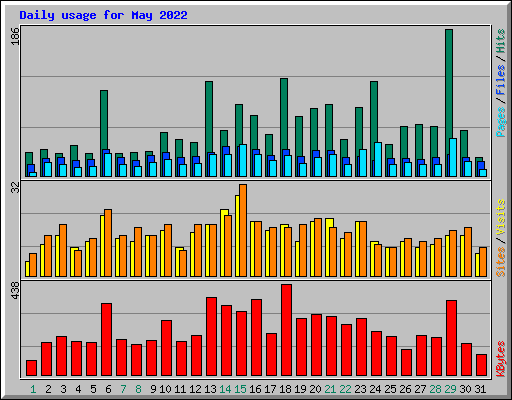 Daily usage for May 2022
186
Pages / Files / Hits
32
Sites / Visits
438
KBytes
1 2 3 4 5 6 7 8 9 10 11 12 13 14 15 16 17 18 19 20 21 22 23 24 25 26 27 28 29 30 31